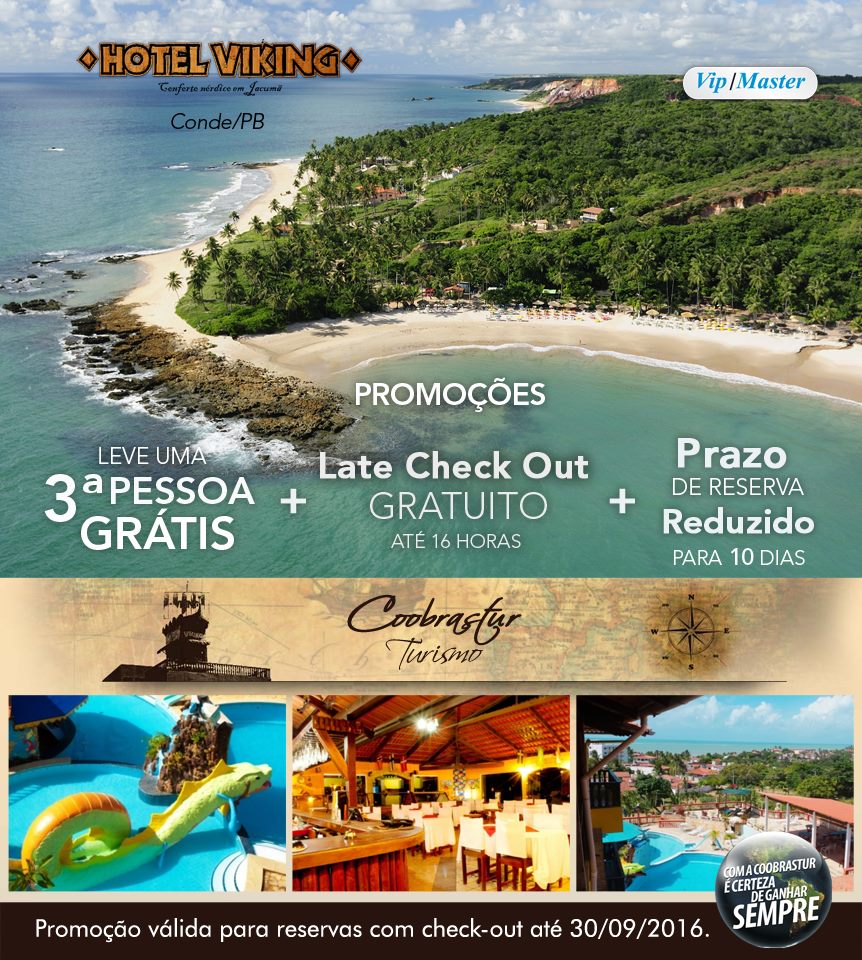 HOTEL VIKING
Conforto nórdico em Jacumã
Conde/PB
Vip/Master
PROMOÇÕES
LEVE UMA
3ª PESSOA
GRÁTIS
+
Late Check Out
GRATUITO
ATÉ 16 HORAS
+
Prazo
DE RESERVA
Reduzido
PARA 10 DIAS
Coobrastur
Turismo
N
W E
S
COM A COOBRASTUR
É CERTEZA
DE GANHAR
SEMPRE
Promoção válida para reservas com check-out até 30/09/2016.